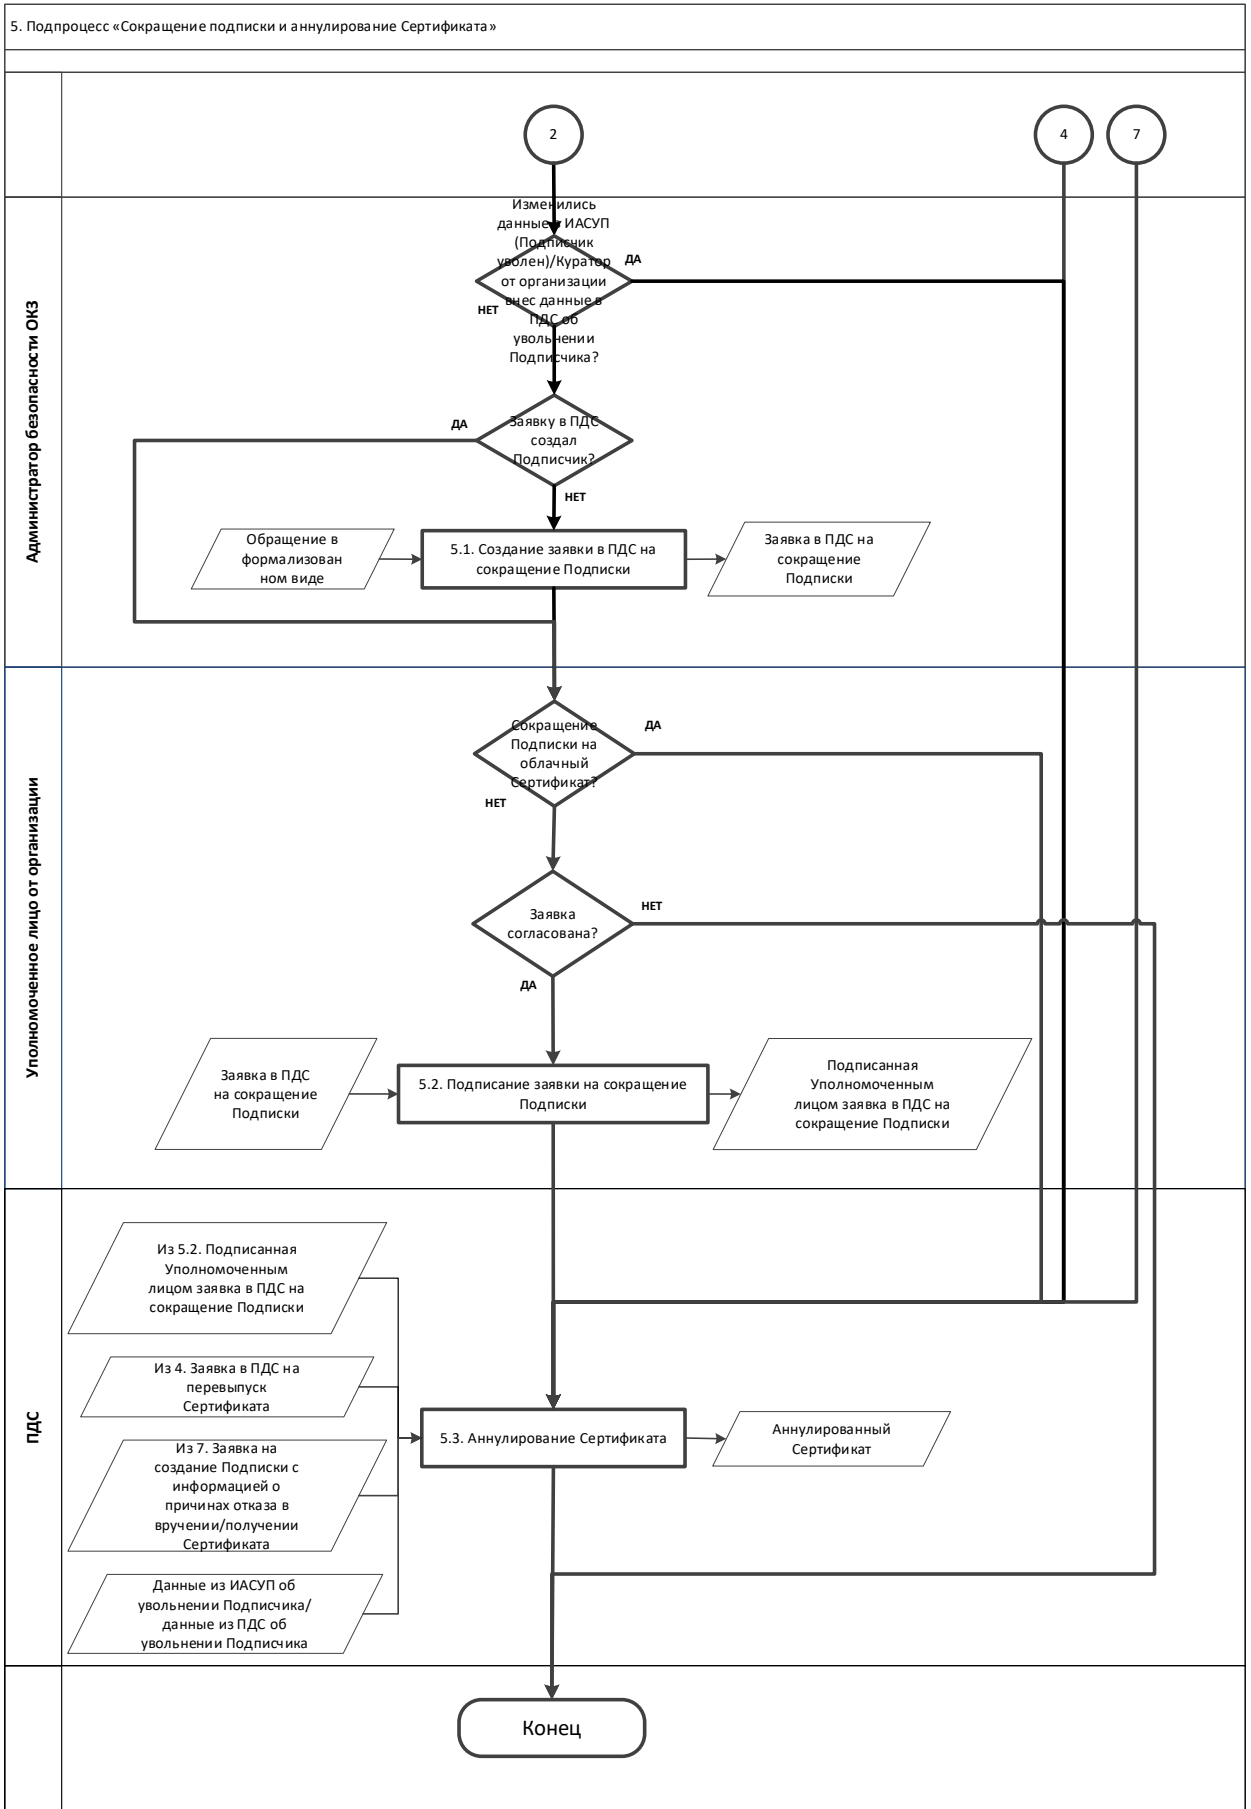 5. Подпроцесс «Сокращение подписки и аннулирование Сертификата»
2
4
7
Администратор безопасности ОКЗ
Изменились
данные в ИАСУП
(Подписчик
уволен)/Куратор
от организации
внес данные в
ПДС об
увольнении
Подписчика?
ДА
НЕТ
Заявку в ПДС
создал
Подписчик?
ДА
НЕТ
Обращение в
формализован
ном виде
5.1. Создание заявки в ПДС на
сокращение Подписки
Заявка в ПДС на
сокращение
Подписки
Уполномоченное лицо от организации
Сокращение
Подписки на
облачный
Сертификат?
ДА
НЕТ
Заявка
согласована?
НЕТ
ДА
Заявка в ПДС
на сокращение
Подписки
5.2. Подписание заявки на сокращение
Подписки
Подписанная
Уполномоченным
лицом заявка в ПДС на
сокращение Подписки
ПДС
Из 5.2. Подписанная
Уполномоченным
лицом заявка в ПДС на
сокращение Подписки
Из 4. Заявка в ПДС на
перевыпуск
Сертификата
Из 7. Заявка на
создание Подписки с
информацией о
причинах отказа в
вручении/получении
Сертификата
Данные из ИАСУП об
увольнении Подписчика/
данные из ПДС об
увольнении Подписчика
5.3. Аннулирование Сертификата
Аннулированный
Сертификат
Конец